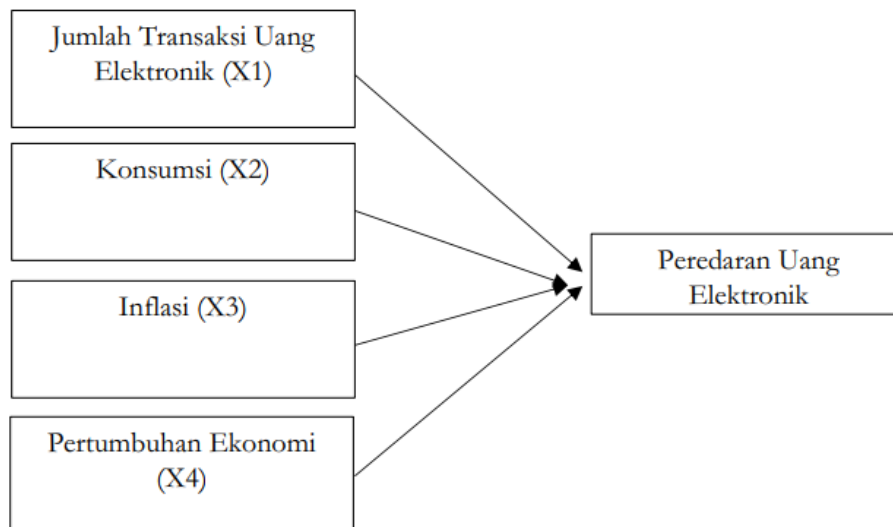 Jumlah Transaksi Uang
Elektronik (X1)
Konsumsi (X2)
Inflasi (X3)
Pertumbuhan Ekonomi
(X4)
Peredaran Uang
Elektronik